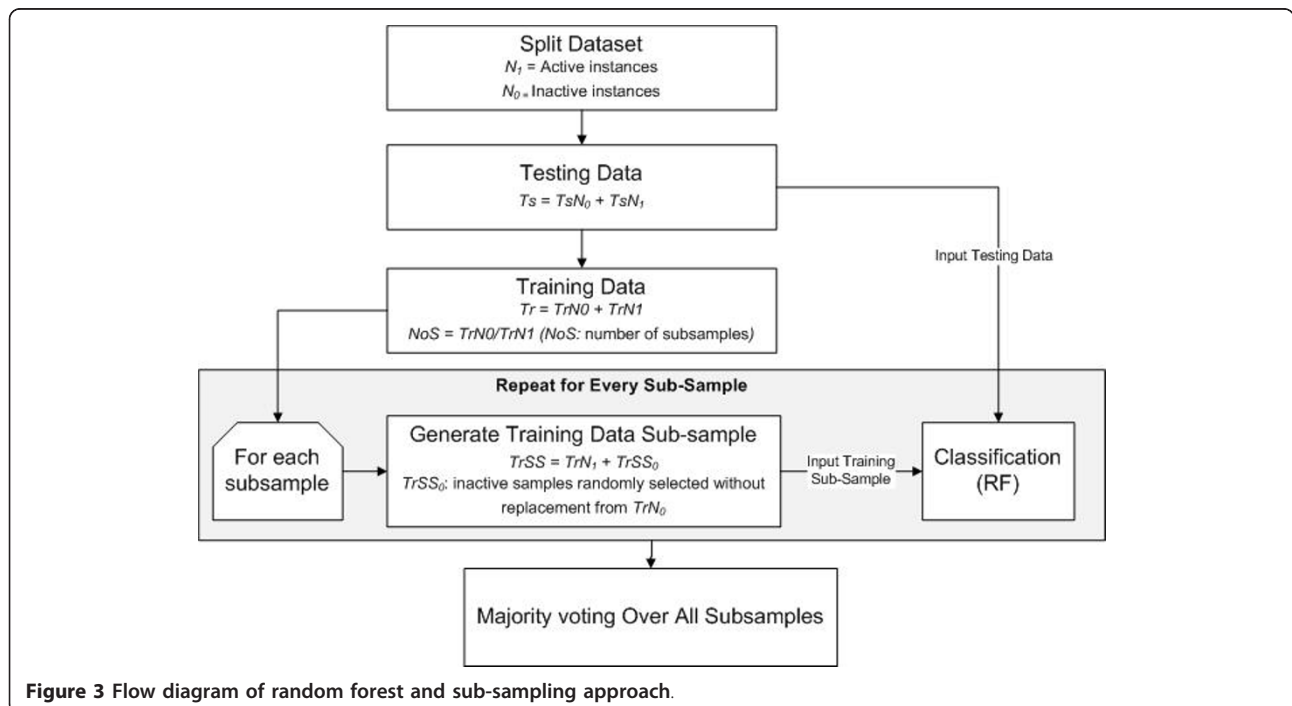 Split Dataset
N₁ = Active instances
N₀ = Inactive instances
Testing Data
Ts = TsN₀ + TsN₁
Input Testing Data
Training Data
Tr = TrN0 + TrN1
NoS = TrN0/TrN1 (NoS: number of subsamples)
Repeat for Every Sub-Sample
For each
subsample
Generate Training Data Sub-sample
TrSS = TrN₁ + TrSS₀
TrSS₀: inactive samples randomly selected without
replacement from TrN₀
Input Training
Sub-Sample
Classification
(RF)
Majority voting Over All Subsamples
Figure 3 Flow diagram of random forest and sub-sampling approach.